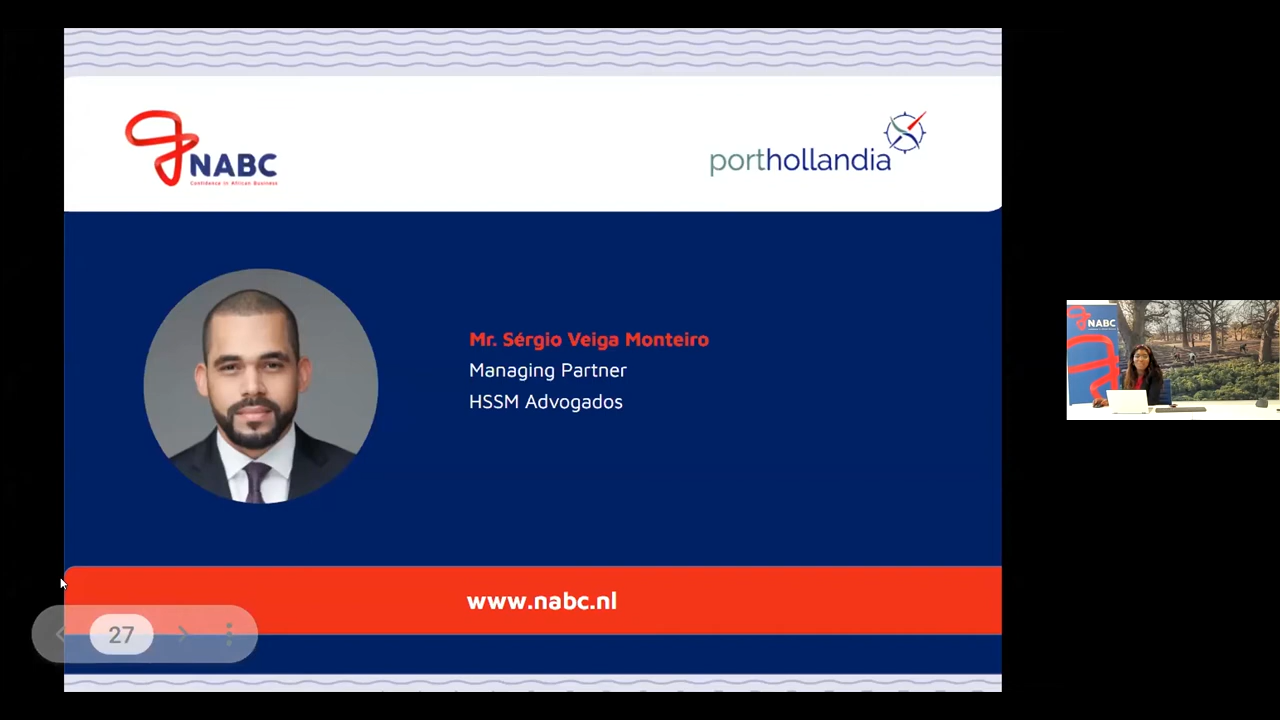 NABC
Confidence in African Business
porthollandia
Mr. Sérgio Veiga Monteiro
Managing Partner
HSSM Advogados
www.nabc.nl
27
NABC